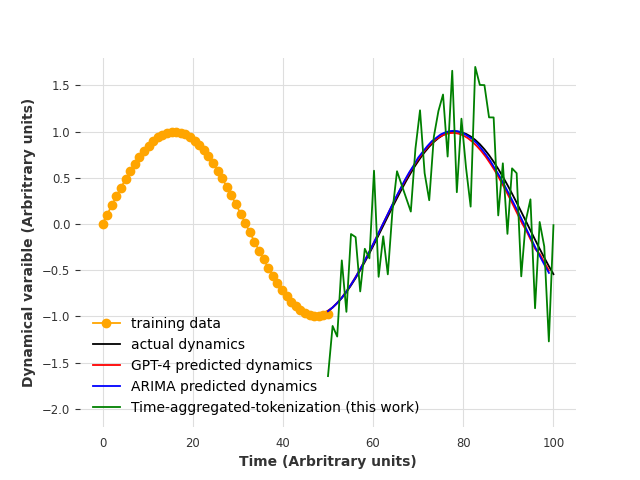 1.5
1.0
0.5
0.0
−0.5
−1.0
−1.5
−2.0
Dynamical varaible (Arbritrary units)
training data
actual dynamics
GPT-4 predicted dynamics
ARIMA predicted dynamics
Time-aggregated-tokenization (this work)
0 20 40 60 80 100
Time (Arbritrary units)